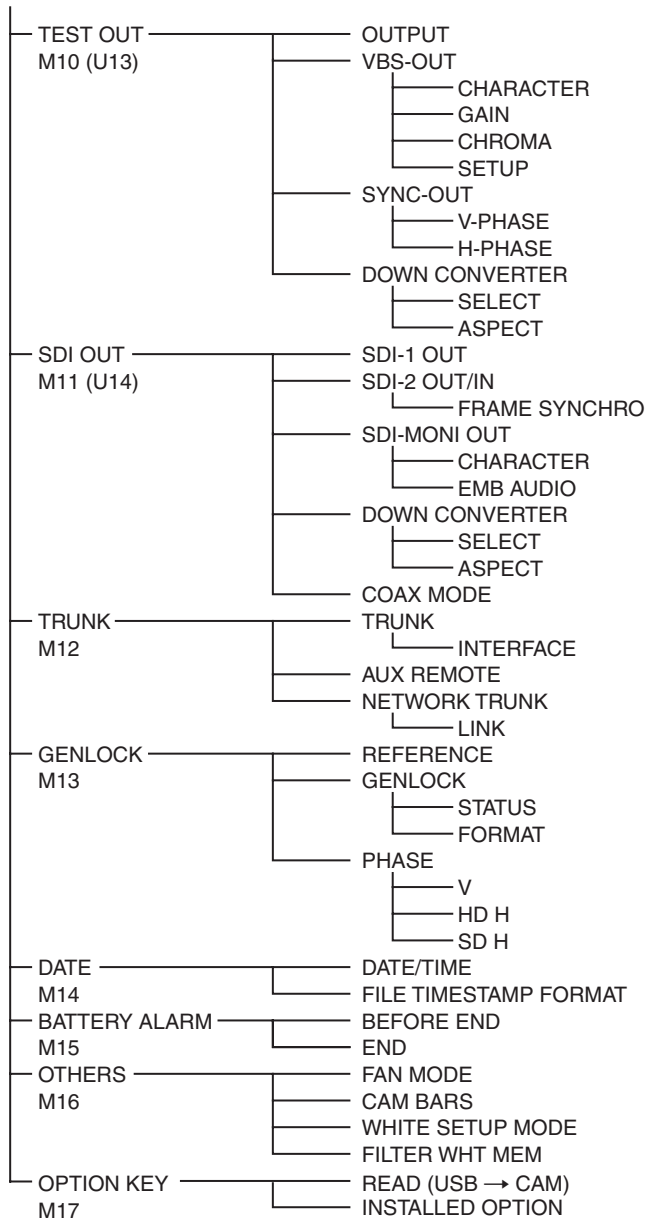 TEST OUT
M10 (U13)
OUTPUT
VBS-OUT
CHARACTER
GAIN
CHROMA
SETUP
SYNC-OUT
V-PHASE
H-PHASE
DOWN CONVERTER
SELECT
ASPECT
SDI OUT
M11 (U14)
SDI-1 OUT
SDI-2 OUT/IN
FRAME SYNCHRO
SDI-MONI OUT
CHARACTER
EMB AUDIO
DOWN CONVERTER
SELECT
ASPECT
COAX MODE
TRUNK
M12
TRUNK
INTERFACE
AUX REMOTE
NETWORK TRUNK
LINK
GENLOCK
M13
REFERENCE
GENLOCK
STATUS
FORMAT
PHASE
V
HD H
SD H
DATE
M14
DATE/TIME
FILE TIMESTAMP FORMAT
BATTERY ALARM
M15
BEFORE END
END
OTHERS
M16
FAN MODE
CAM BARS
WHITE SETUP MODE
FILTER WHT MEM
OPTION KEY
M17
READ (USB → CAM)
INSTALLED OPTION